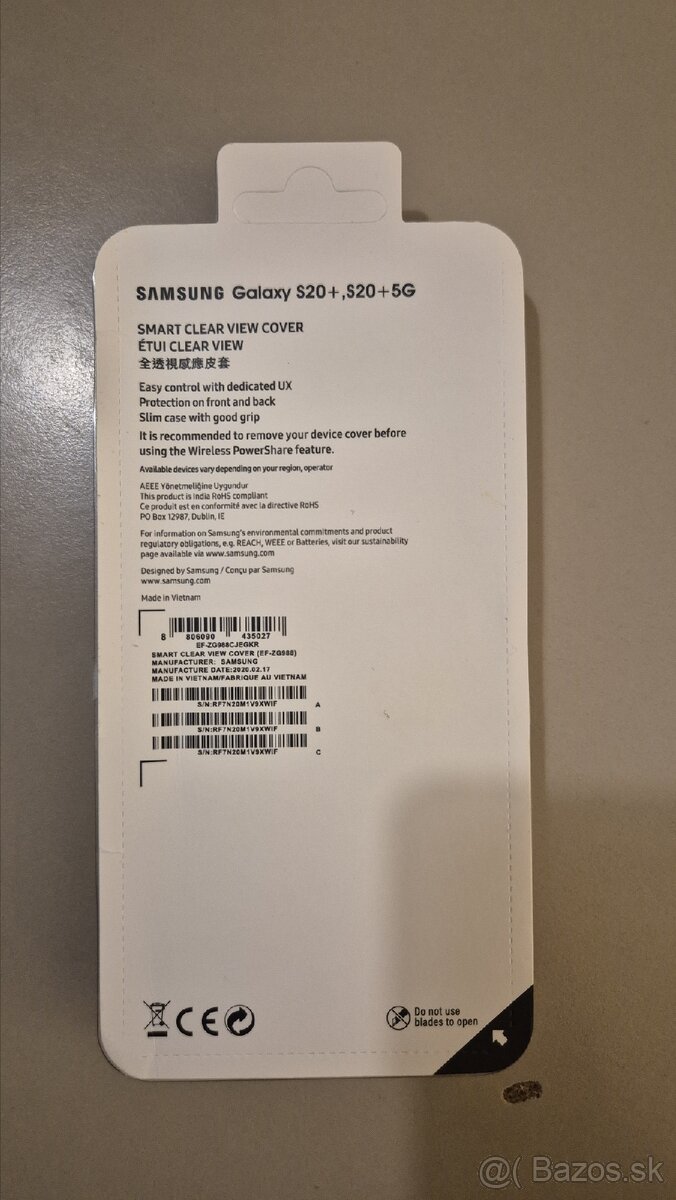 SAMSUNG Galaxy S20+,S20+5G
SMART CLEAR VIEW COVER
ÉTUI CLEAR VIEW
全透視感應皮套
Easy control with dedicated UX
Protection on front and back
Slim case with good grip
It is recommended to remove your device cover before
using the Wireless PowerShare feature.
Available devices vary depending on your region, operator
AEEE Yönetmeliğine Uygundur
This product is India RoHS compliant
Ce produit est en conformité avec la directive RoHS
PO Box 12987, Dublin, IE
For information on Samsung's environmental commitments and product
regulatory obligations, e.g. REACH, WEEE or Batteries, visit our sustainability
page available via www.samsung.com
Designed by Samsung / Conçu par Samsung
www.samsung.com
Made in Vietnam
8 806090 435027
EF-ZG988CJEGKR
SMART CLEAR VIEW COVER (EF-ZG988)
MANUFACTURER: SAMSUNG
MANUFACTURE DATE:2020.02.17
MADE IN VIETNAM/FABRIQUE AU VIETNAM
S/N:RF7N20M1V9XWIF A
S/N:RF7N20M1V9XWIF B
S/N:RF7N20M1V9XWIF C
CE
Do not use
blades to open
@( Bazos.sk